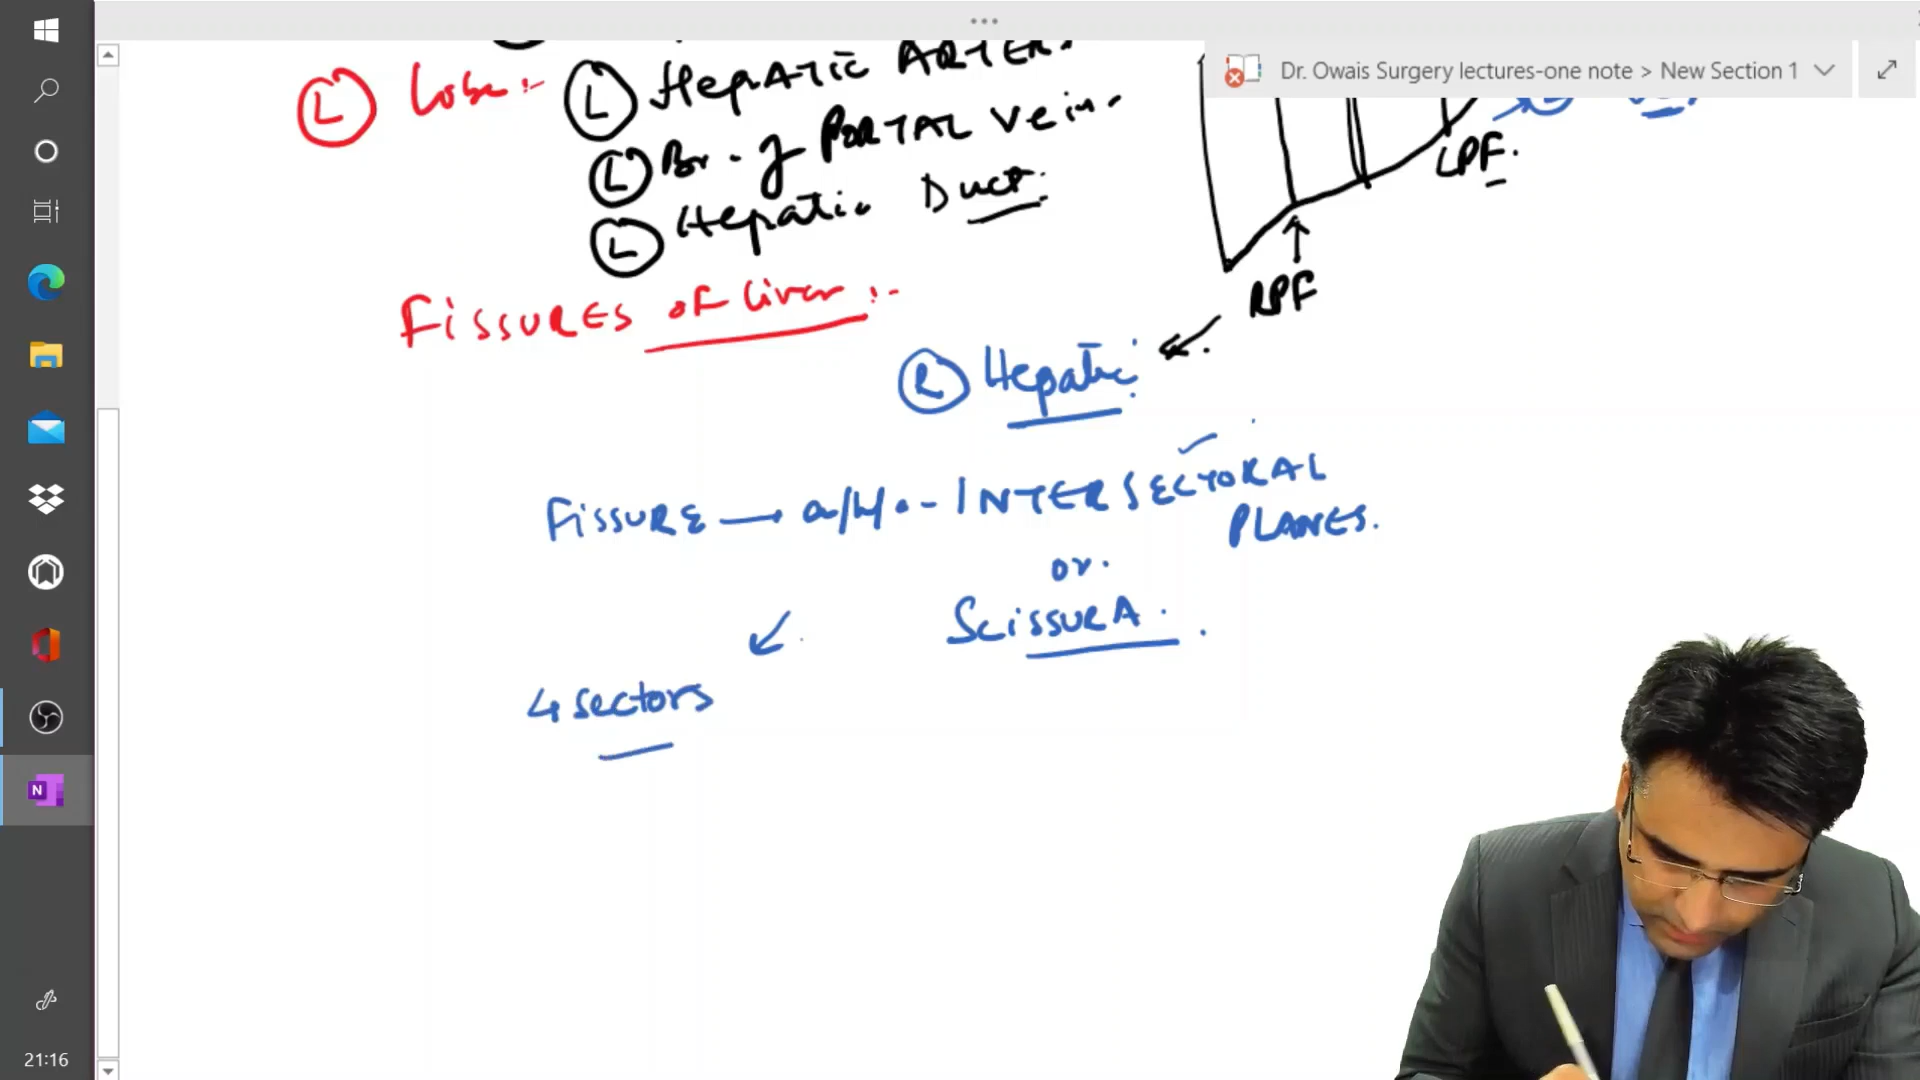 Dr. Owais Surgery lectures-one note > New Section 1
(L) Lobe :- (L) HepATic ARTER
(L) Br. of PORTAL vein.
(L) Hepatic Duct.
LPF.
RPF
FissuREs of Liver :-
(R) Hepatic
FissuRE → a/k/a - INTERSECTORAL
PLANES.
or.
ScissurA.
4 sectors
N
21:16